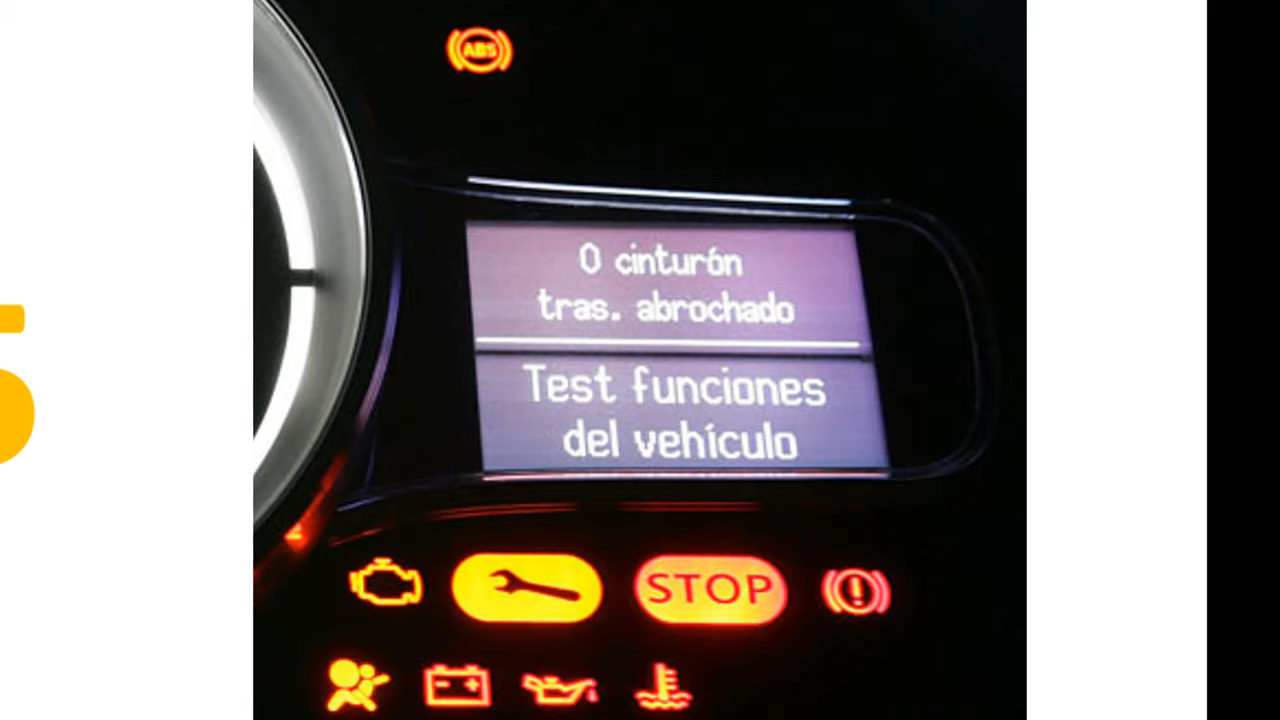 ABS
0 cinturón
tras. abrochado
Test funciones
del vehículo
STOP